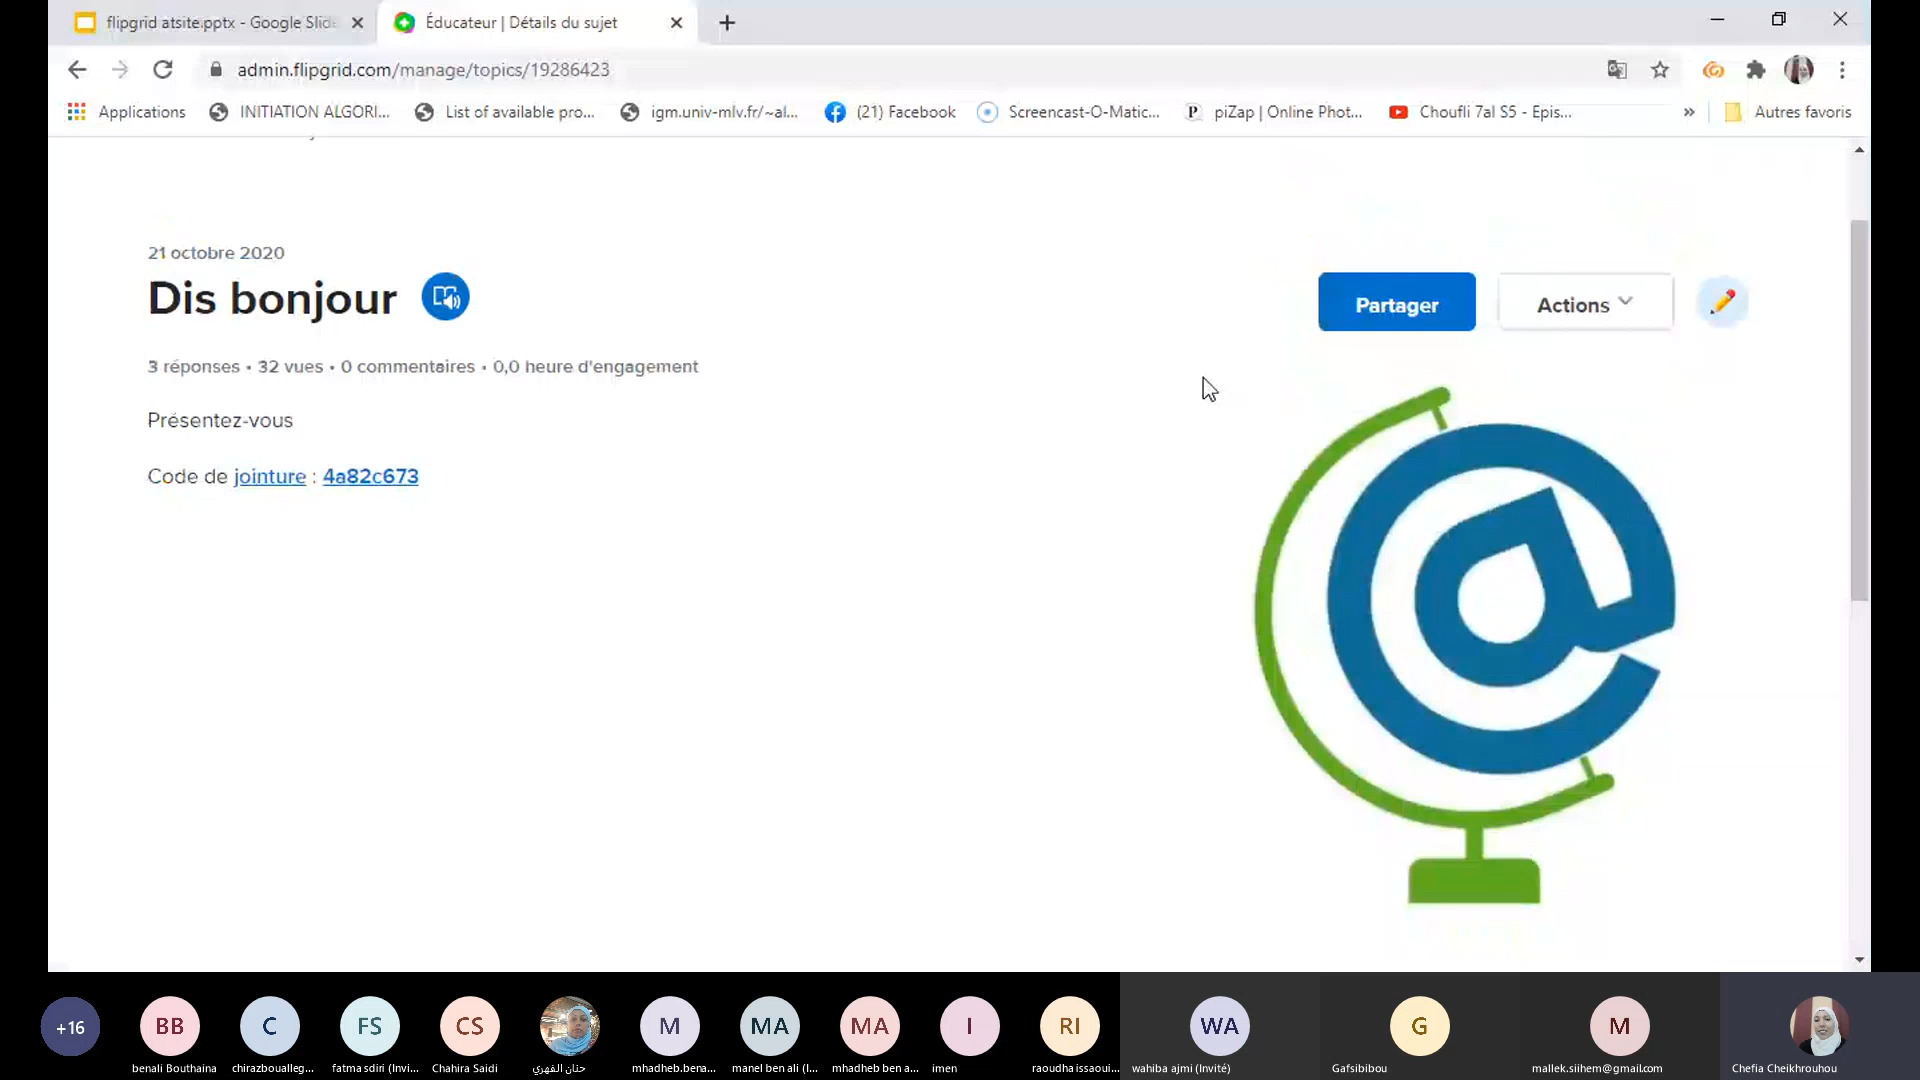 flipgrid atsite.pptx - Google Slide
Éducateur | Détails du sujet
admin.flipgrid.com/manage/topics/19286423
Applications
INITIATION ALGORI...
List of available pro...
igm.univ-mlv.fr/~al...
(21) Facebook
Screencast-O-Matic...
piZap | Online Phot...
Choufli 7al S5 - Epis...
»
Autres favoris
21 octobre 2020
Dis bonjour
Partager
Actions
3 réponses • 32 vues • 0 commentaires • 0,0 heure d'engagement
Présentez-vous
Code de jointure : 4a82c673
+16
BB
C
FS
CS
M
MA
MA
I
RI
WA
G
M
benali Bouthaina
chirazboualleg...
fatma sdiri (Invi...
Chahira Saidi
حنان الفهري
mhadheb.bena...
manel ben ali (I...
mhadheb ben a...
imen
raoudha issaoui...
wahiba ajmi (Invité)
Gafsibibou
mallek.siihem@gmail.com
Chefia Cheikhrouhou